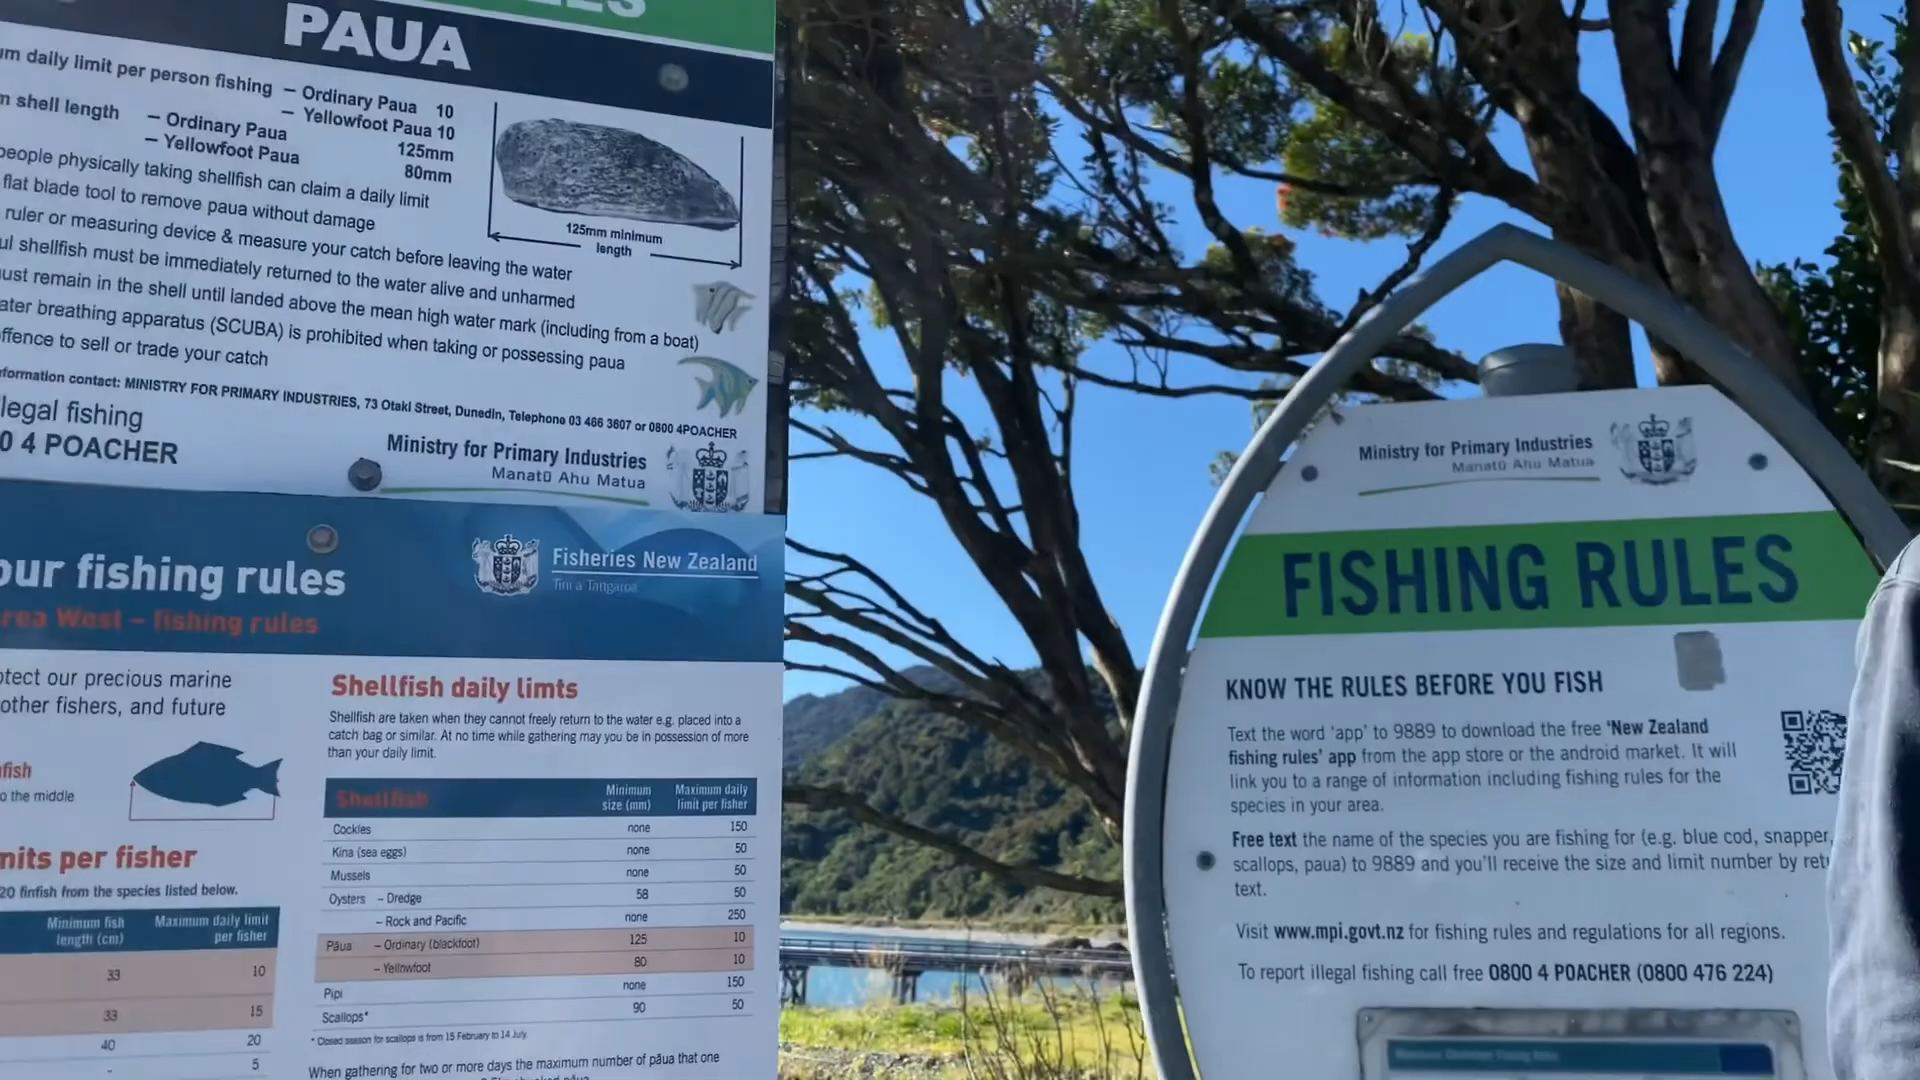 PAUA
daily limit per person fishing – Ordinary Paua 10
– Yellowfoot Paua 10
shell length – Ordinary Paua 125mm
– Yellowfoot Paua 80mm
people physically taking shellfish can claim a daily limit
flat blade tool to remove paua without damage
ruler or measuring device & measure your catch before leaving the water
shellfish must be immediately returned to the water alive and unharmed
remain in the shell until landed above the mean high water mark (including from a boat)
breathing apparatus (SCUBA) is prohibited when taking or possessing paua
to sell or trade your catch
125mm minimum
length
contact: MINISTRY FOR PRIMARY INDUSTRIES, 73 Otaki Street, Dunedin, Telephone 03 466 3607 or 0800 4POACHER
fishing
0 4 POACHER
Ministry for Primary Industries
Manatū Ahu Matua
our fishing rules
Fisheries New Zealand
Tini a Tangaroa
West – fishing rules
our precious marine
other fishers, and future
to the middle
per fisher
20 finfish from the species listed below.
Minimum fish
length (cm)
Maximum daily limit
per fisher
33 10
33 15
40 20
- 5
Shellfish daily limts
Shellfish are taken when they cannot freely return to the water e.g. placed into a
catch bag or similar. At no time while gathering may you be in possession of more
than your daily limit.
Shellfish
Minimum
size (mm)
Maximum daily
limit per fisher
Cockles none 150
Kina (sea eggs) none 50
Mussels none 50
Oysters – Dredge 58 50
– Rock and Pacific none 250
Pāua – Ordinary (blackfoot) 125 10
– Yellowfoot 80 10
Pipi none 150
Scallops* 90 50
* Closed season for scallops is from 15 February to 14 July.
When gathering for two or more days the maximum number of pāua that one
Ministry for Primary Industries
Manatū Ahu Matua
FISHING RULES
KNOW THE RULES BEFORE YOU FISH
Text the word 'app' to 9889 to download the free 'New Zealand
fishing rules' app from the app store or the android market. It will
link you to a range of information including fishing rules for the
species in your area.
Free text the name of the species you are fishing for (e.g. blue cod, snapper,
scallops, paua) to 9889 and you'll receive the size and limit number by
text.
Visit www.mpi.govt.nz for fishing rules and regulations for all regions.
To report illegal fishing call free 0800 4 POACHER (0800 476 224)